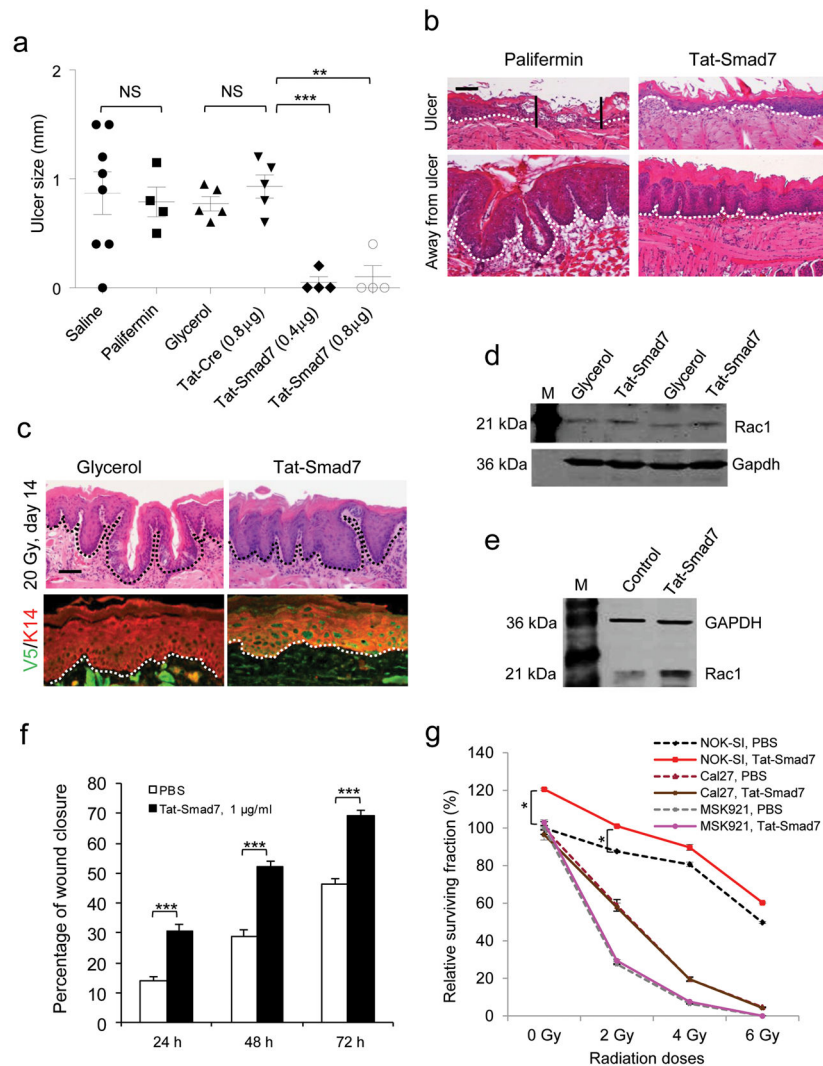 a
2
1
0
Ulcer size (mm)
NS
NS
**
***
Saline
Palifermin
Glycerol
Tat-Cre (0.8μg)
Tat-Smad7 (0.4μg)
Tat-Smad7 (0.8μg)
b
Palifermin
Tat-Smad7
Ulcer
Away from ulcer
c
Glycerol
Tat-Smad7
20 Gy, day 14
V5/K14
d
M
Glycerol
Tat-Smad7
Glycerol
Tat-Smad7
21 kDa
Rac1
36 kDa
Gapdh
e
M
Control
Tat-Smad7
36 kDa
GAPDH
21 kDa
Rac1
f
Percentage of wound closure
80
70
60
50
40
30
20
10
0
PBS
Tat-Smad7, 1 μg/ml
***
***
***
24 h
48 h
72 h
g
Relative surviving fraction (%)
140
120
100
80
60
40
20
0
NOK-SI, PBS
NOK-SI, Tat-Smad7
Cal27, PBS
Cal27, Tat-Smad7
MSK921, PBS
MSK921, Tat-Smad7
*
*
0 Gy
2 Gy
4 Gy
6 Gy
Radiation doses